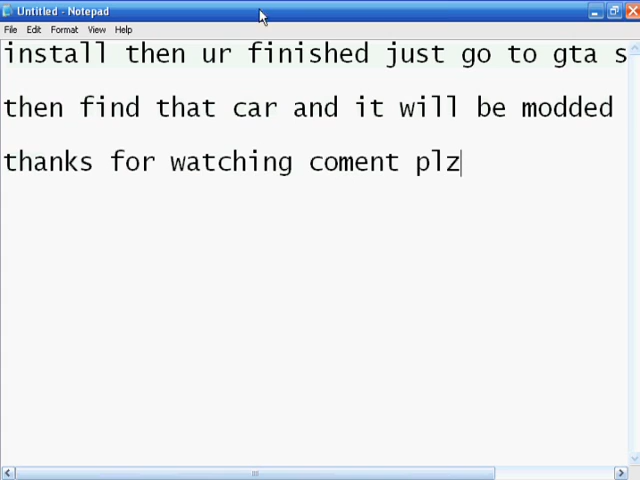 Untitled - Notepad
File Edit Format View Help
install then ur finished just go to gta s
then find that car and it will be modded
thanks for watching coment plz